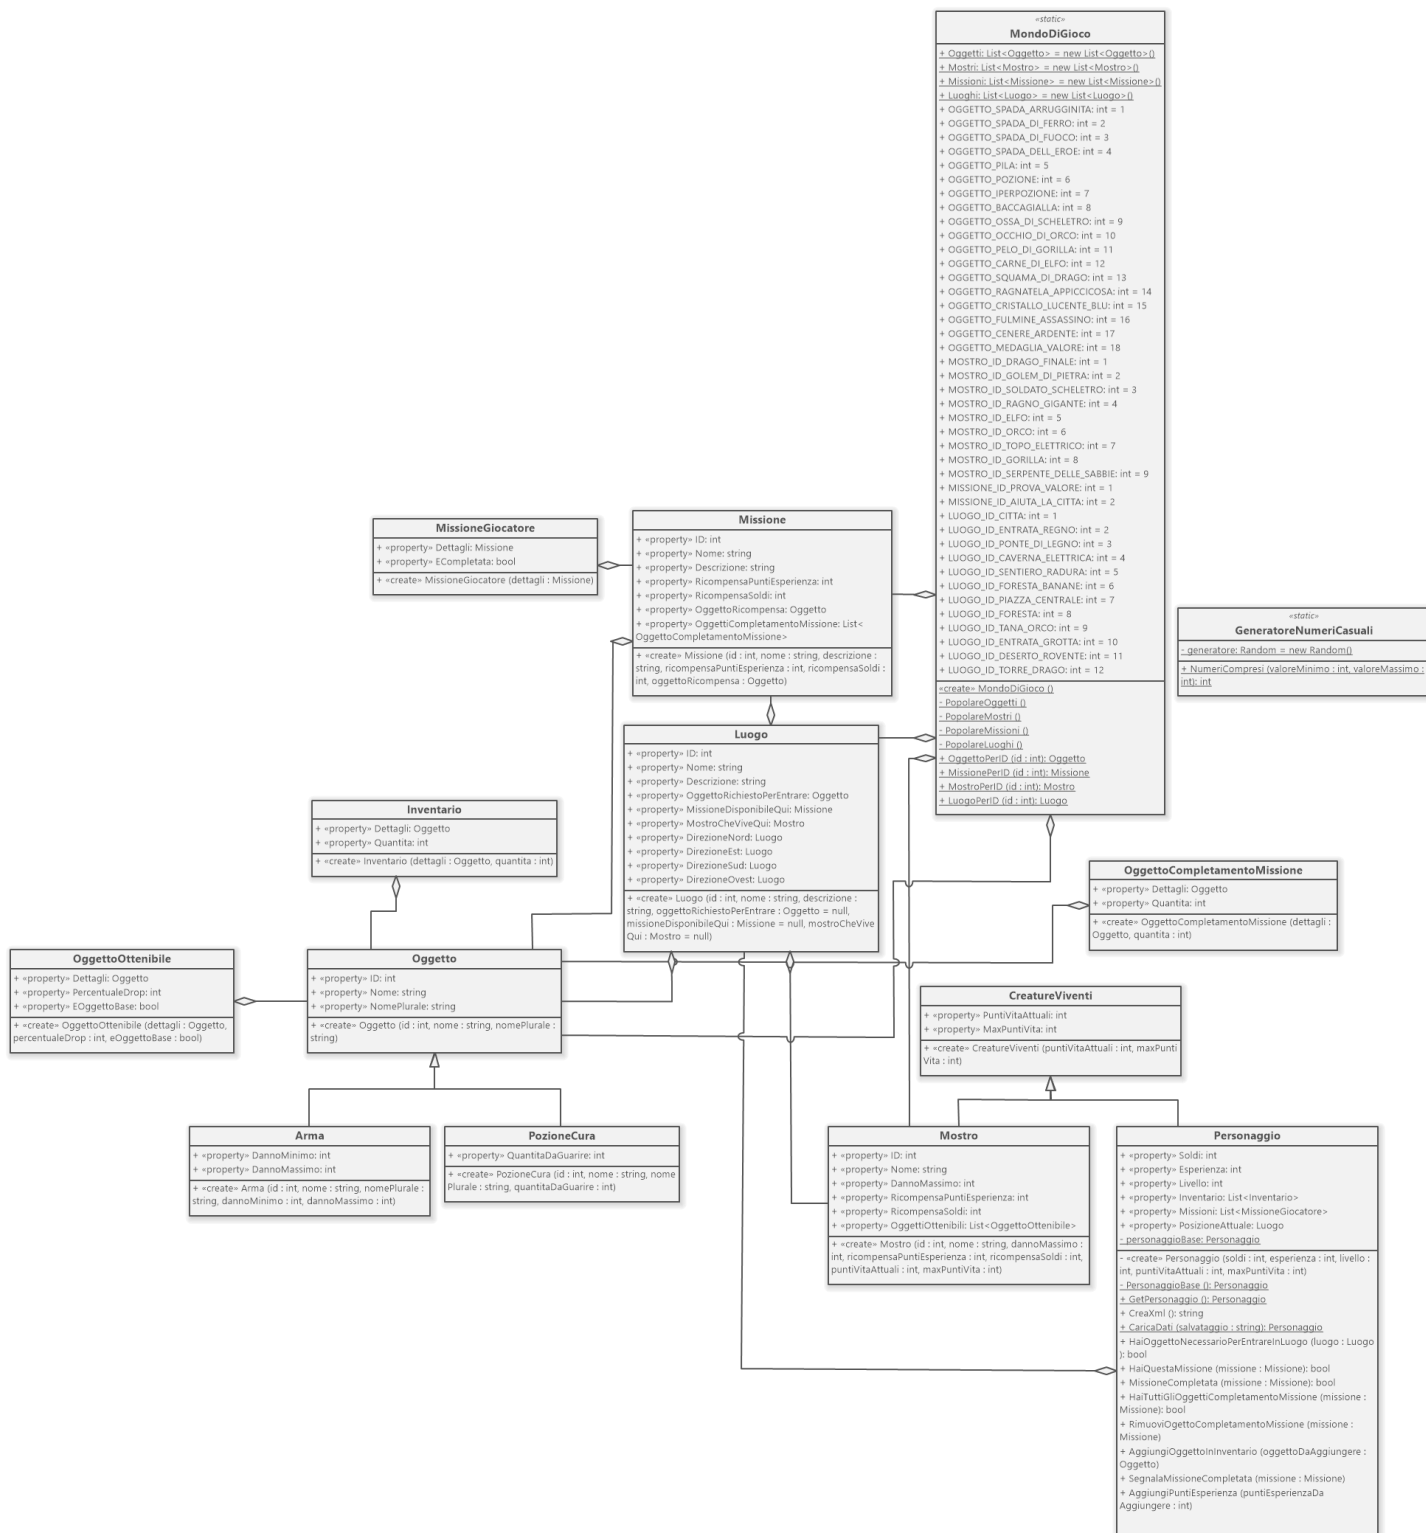 «static»
MondoDiGioco
+ Oggetti: List<Oggetto> = new List<Oggetto>()
+ Mostri: List<Mostro> = new List<Mostro>()
+ Missioni: List<Missione> = new List<Missione>()
+ Luoghi: List<Luogo> = new List<Luogo>()
+ OGGETTO_SPADA_ARRUGGINITA: int = 1
+ OGGETTO_SPADA_DI_FERRO: int = 2
+ OGGETTO_SPADA_DI_FUOCO: int = 3
+ OGGETTO_SPADA_DELL_EROE: int = 4
+ OGGETTO_PILA: int = 5
+ OGGETTO_POZIONE: int = 6
+ OGGETTO_IPERPOZIONE: int = 7
+ OGGETTO_BACCAGIALLA: int = 8
+ OGGETTO_OSSA_DI_SCHELETRO: int = 9
+ OGGETTO_OCCHIO_DI_ORCO: int = 10
+ OGGETTO_PELO_DI_GORILLA: int = 11
+ OGGETTO_CARNE_DI_ELFO: int = 12
+ OGGETTO_SQUAMA_DI_DRAGO: int = 13
+ OGGETTO_RAGNATELA_APPICCICOSA: int = 14
+ OGGETTO_CRISTALLO_LUCENTE_BLU: int = 15
+ OGGETTO_FULMINE_ASSASSINO: int = 16
+ OGGETTO_CENERE_ARDENTE: int = 17
+ OGGETTO_MEDAGLIA_VALORE: int = 18
+ MOSTRO_ID_DRAGO_FINALE: int = 1
+ MOSTRO_ID_GOLEM_DI_PIETRA: int = 2
+ MOSTRO_ID_SOLDATO_SCHELETRO: int = 3
+ MOSTRO_ID_RAGNO_GIGANTE: int = 4
+ MOSTRO_ID_ELFO: int = 5
+ MOSTRO_ID_ORCO: int = 6
+ MOSTRO_ID_TOPO_ELETTRICO: int = 7
+ MOSTRO_ID_GORILLA: int = 8
+ MOSTRO_ID_SERPENTE_DELLE_SABBIE: int = 9
+ MISSIONE_ID_PROVA_VALORE: int = 1
+ MISSIONE_ID_AIUTA_LA_CITTA: int = 2
+ LUOGO_ID_CITTA: int = 1
+ LUOGO_ID_ENTRATA_REGNO: int = 2
+ LUOGO_ID_PONTE_DI_LEGNO: int = 3
+ LUOGO_ID_CAVERNA_ELETTRICA: int = 4
+ LUOGO_ID_SENTIERO_RADURA: int = 5
+ LUOGO_ID_FORESTA_BANANE: int = 6
+ LUOGO_ID_PIAZZA_CENTRALE: int = 7
+ LUOGO_ID_FORESTA: int = 8
+ LUOGO_ID_TANA_ORCO: int = 9
+ LUOGO_ID_ENTRATA_GROTTA: int = 10
+ LUOGO_ID_DESERTO_ROVENTE: int = 11
+ LUOGO_ID_TORRE_DRAGO: int = 12
«create» MondoDiGioco ()
- PopolareOggetti ()
- PopolareMostri ()
- PopolareMissioni ()
- PopolareLuoghi ()
+ OggettoPerID (id : int): Oggetto
+ MissionePerID (id : int): Missione
+ MostroPerID (id : int): Mostro
+ LuogoPerID (id : int): Luogo
MissioneGiocatore
+ «property» Dettagli: Missione
+ «property» ECompletata: bool
+ «create» MissioneGiocatore (dettagli : Missione)
Missione
+ «property» ID: int
+ «property» Nome: string
+ «property» Descrizione: string
+ «property» RicompensaPuntiEsperienza: int
+ «property» RicompensaSoldi: int
+ «property» OggettoRicompensa: Oggetto
+ «property» OggettiCompletamentoMissione: List<
OggettoCompletamentoMissione>
+ «create» Missione (id : int, nome : string, descrizione :
string, ricompensaPuntiEsperienza : int, ricompensaSoldi :
int, oggettoRicompensa : Oggetto)
«static»
GeneratoreNumeriCasuali
- generatore: Random = new Random()
+ NumeriCompresi (valoreMinimo : int, valoreMassimo :
int): int
Luogo
+ «property» ID: int
+ «property» Nome: string
+ «property» Descrizione: string
+ «property» OggettoRichiestoPerEntrare: Oggetto
+ «property» MissioneDisponibileQui: Missione
+ «property» MostroCheViveQui: Mostro
+ «property» DirezioneNord: Luogo
+ «property» DirezioneEst: Luogo
+ «property» DirezioneSud: Luogo
+ «property» DirezioneOvest: Luogo
+ «create» Luogo (id : int, nome : string, descrizione :
string, oggettoRichiestoPerEntrare : Oggetto = null,
missioneDisponibileQui : Missione = null, mostroCheVive
Qui : Mostro = null)
Inventario
+ «property» Dettagli: Oggetto
+ «property» Quantita: int
+ «create» Inventario (dettagli : Oggetto, quantita : int)
OggettoCompletamentoMissione
+ «property» Dettagli: Oggetto
+ «property» Quantita: int
+ «create» OggettoCompletamentoMissione (dettagli :
Oggetto, quantita : int)
OggettoOttenibile
+ «property» Dettagli: Oggetto
+ «property» PercentualeDrop: int
+ «property» EOggettoBase: bool
+ «create» OggettoOttenibile (dettagli : Oggetto,
percentualeDrop : int, eOggettoBase : bool)
Oggetto
+ «property» ID: int
+ «property» Nome: string
+ «property» NomePlurale: string
+ «create» Oggetto (id : int, nome : string, nomePlurale :
string)
CreatureViventi
+ «property» PuntiVitaAttuali: int
+ «property» MaxPuntiVita: int
+ «create» CreatureViventi (puntiVitaAttuali : int, maxPunti
Vita : int)
Arma
+ «property» DannoMinimo: int
+ «property» DannoMassimo: int
+ «create» Arma (id : int, nome : string, nomePlurale :
string, dannoMinimo : int, dannoMassimo : int)
PozioneCura
+ «property» QuantitaDaGuarire: int
+ «create» PozioneCura (id : int, nome : string, nome
Plurale : string, quantitaDaGuarire : int)
Mostro
+ «property» ID: int
+ «property» Nome: string
+ «property» DannoMassimo: int
+ «property» RicompensaPuntiEsperienza: int
+ «property» RicompensaSoldi: int
+ «property» OggettiOttenibili: List<OggettoOttenibile>
+ «create» Mostro (id : int, nome : string, dannoMassimo :
int, ricompensaPuntiEsperienza : int, ricompensaSoldi : int,
puntiVitaAttuali : int, maxPuntiVita : int)
Personaggio
+ «property» Soldi: int
+ «property» Esperienza: int
+ «property» Livello: int
+ «property» Inventario: List<Inventario>
+ «property» Missioni: List<MissioneGiocatore>
+ «property» PosizioneAttuale: Luogo
- personaggioBase: Personaggio
- «create» Personaggio (soldi : int, esperienza : int, livello :
int, puntiVitaAttuali : int, maxPuntiVita : int)
- PersonaggioBase (): Personaggio
+ GetPersonaggio (): Personaggio
+ CreaXml (): string
+ CaricaDati (salvataggio : string): Personaggio
+ HaiOggettoNecessarioPerEntrareInLuogo (luogo : Luogo
): bool
+ HaiQuestaMissione (missione : Missione): bool
+ MissioneCompletata (missione : Missione): bool
+ HaiTuttiGliOggettiCompletamentoMissione (missione :
Missione): bool
+ RimuoviOgettoCompletamentoMissione (missione :
Missione)
+ AggiungiOggettoInInventario (oggettoDaAggiungere :
Oggetto)
+ SegnalaMissioneCompletata (missione : Missione)
+ AggiungiPuntiEsperienza (puntiEsperienzaDa
Aggiungere : int)